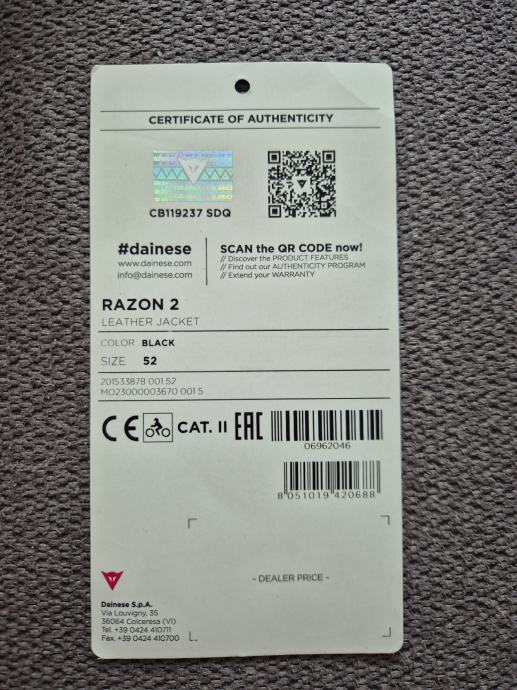 CERTIFICATE OF AUTHENTICITY
CB119237 SDQ
#dainese
www.dainese.com
info@dainese.com
SCAN the QR CODE now!
// Discover the PRODUCT FEATURES
// Find out our AUTHENTICITY PROGRAM
// Extend your WARRANTY
RAZON 2
LEATHER JACKET
COLOR BLACK
SIZE 52
201533878 001 52
MO23000003670 001 5
CE CAT. II EAC
06962046
8 051019 420688
- DEALER PRICE -
Dainese S.p.A.
Via Louvigny, 35
36064 Colceresa (VI)
Tel. +39 0424 410711
Fax. +39 0424 410700